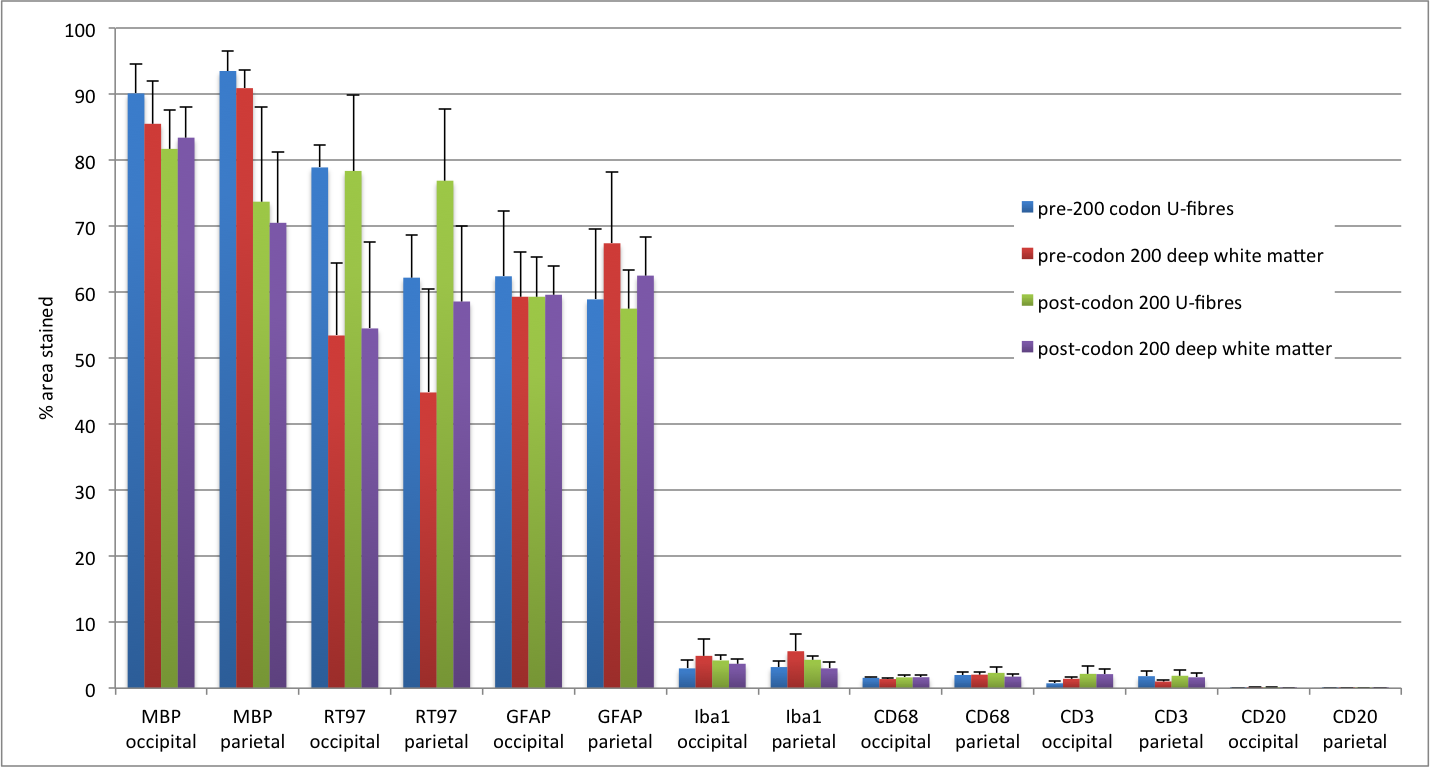 100
90
80
70
60
50
40
30
20
10
0
% area stained
pre-200 codon U-fibres
pre-codon 200 deep white matter
post-codon 200 U-fibres
post-codon 200 deep white matter
MBP occipital
MBP parietal
RT97 occipital
RT97 parietal
GFAP occipital
GFAP parietal
Iba1 occipital
Iba1 parietal
CD68 occipital
CD68 parietal
CD3 occipital
CD3 parietal
CD20 occipital
CD20 parietal